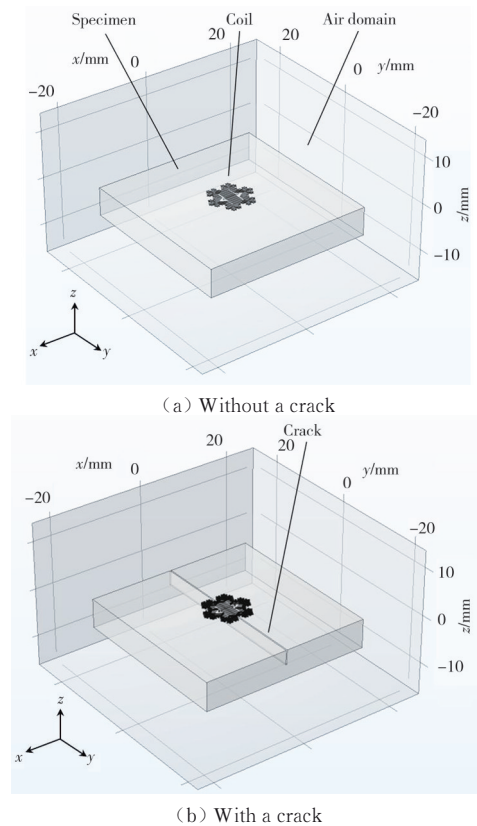 Specimen Coil Air domain
x/mm 0 20 20 0 y/mm
−20 −20
10
0
−10
z/mm
z
x y
(a) Without a crack
Crack
x/mm 0 20 20 0 y/mm
−20 −20
10
0
−10
z/mm
z
x y
(b) With a crack